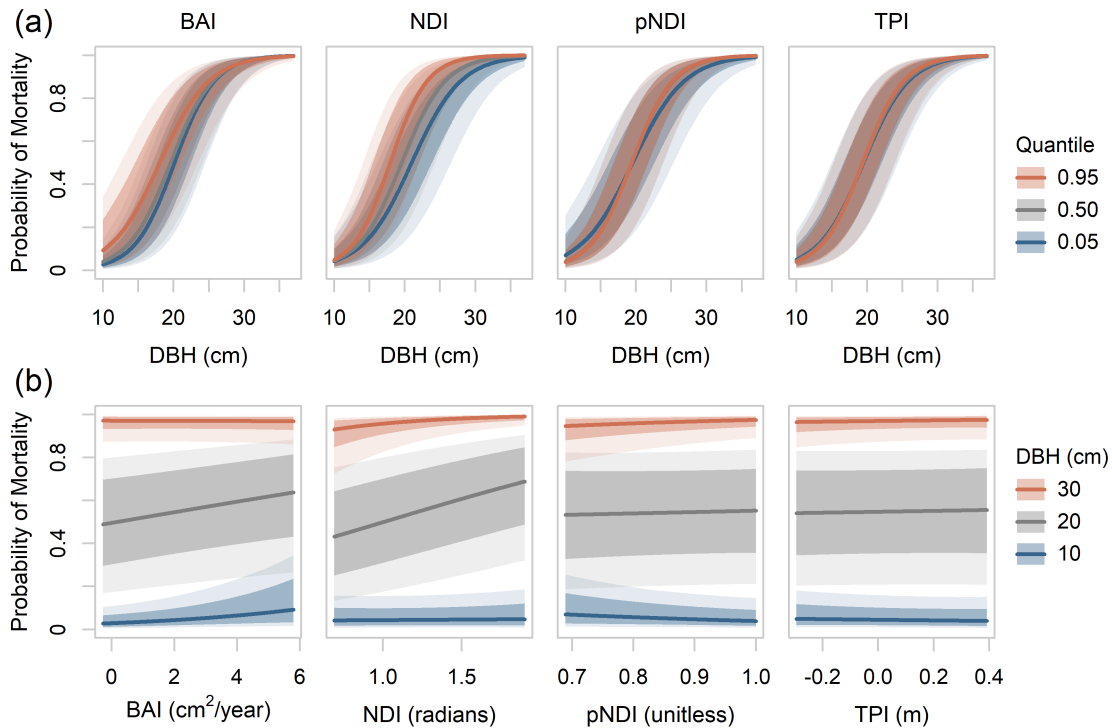 (a)
BAI NDI pNDI TPI
Probability of Mortality
0.8
0.4
0
10 20 30 10 20 30 10 20 30 10 20 30
DBH (cm) DBH (cm) DBH (cm) DBH (cm)
Quantile
0.95
0.50
0.05
(b)
Probability of Mortality
0.8
0.4
0
0 2 4 6 1.0 1.5 0.7 0.8 0.9 1.0 -0.2 0.0 0.2 0.4
BAI (cm²/year) NDI (radians) pNDI (unitless) TPI (m)
DBH (cm)
30
20
10